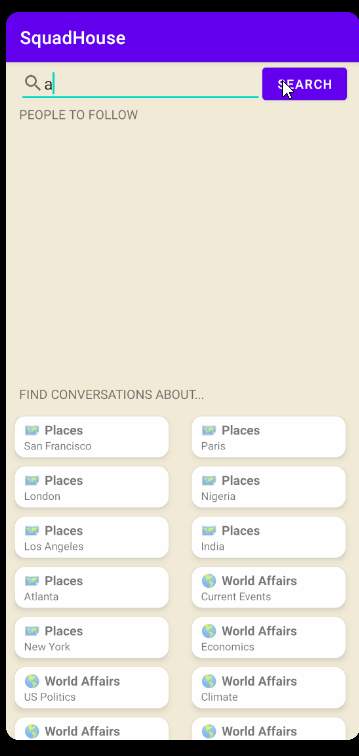 SquadHouse
a
SEARCH
PEOPLE TO FOLLOW
FIND CONVERSATIONS ABOUT...
Places
San Francisco
Places
Paris
Places
London
Places
Nigeria
Places
Los Angeles
Places
India
Places
Atlanta
World Affairs
Current Events
Places
New York
World Affairs
Economics
World Affairs
US Politics
World Affairs
Climate
World Affairs
World Affairs